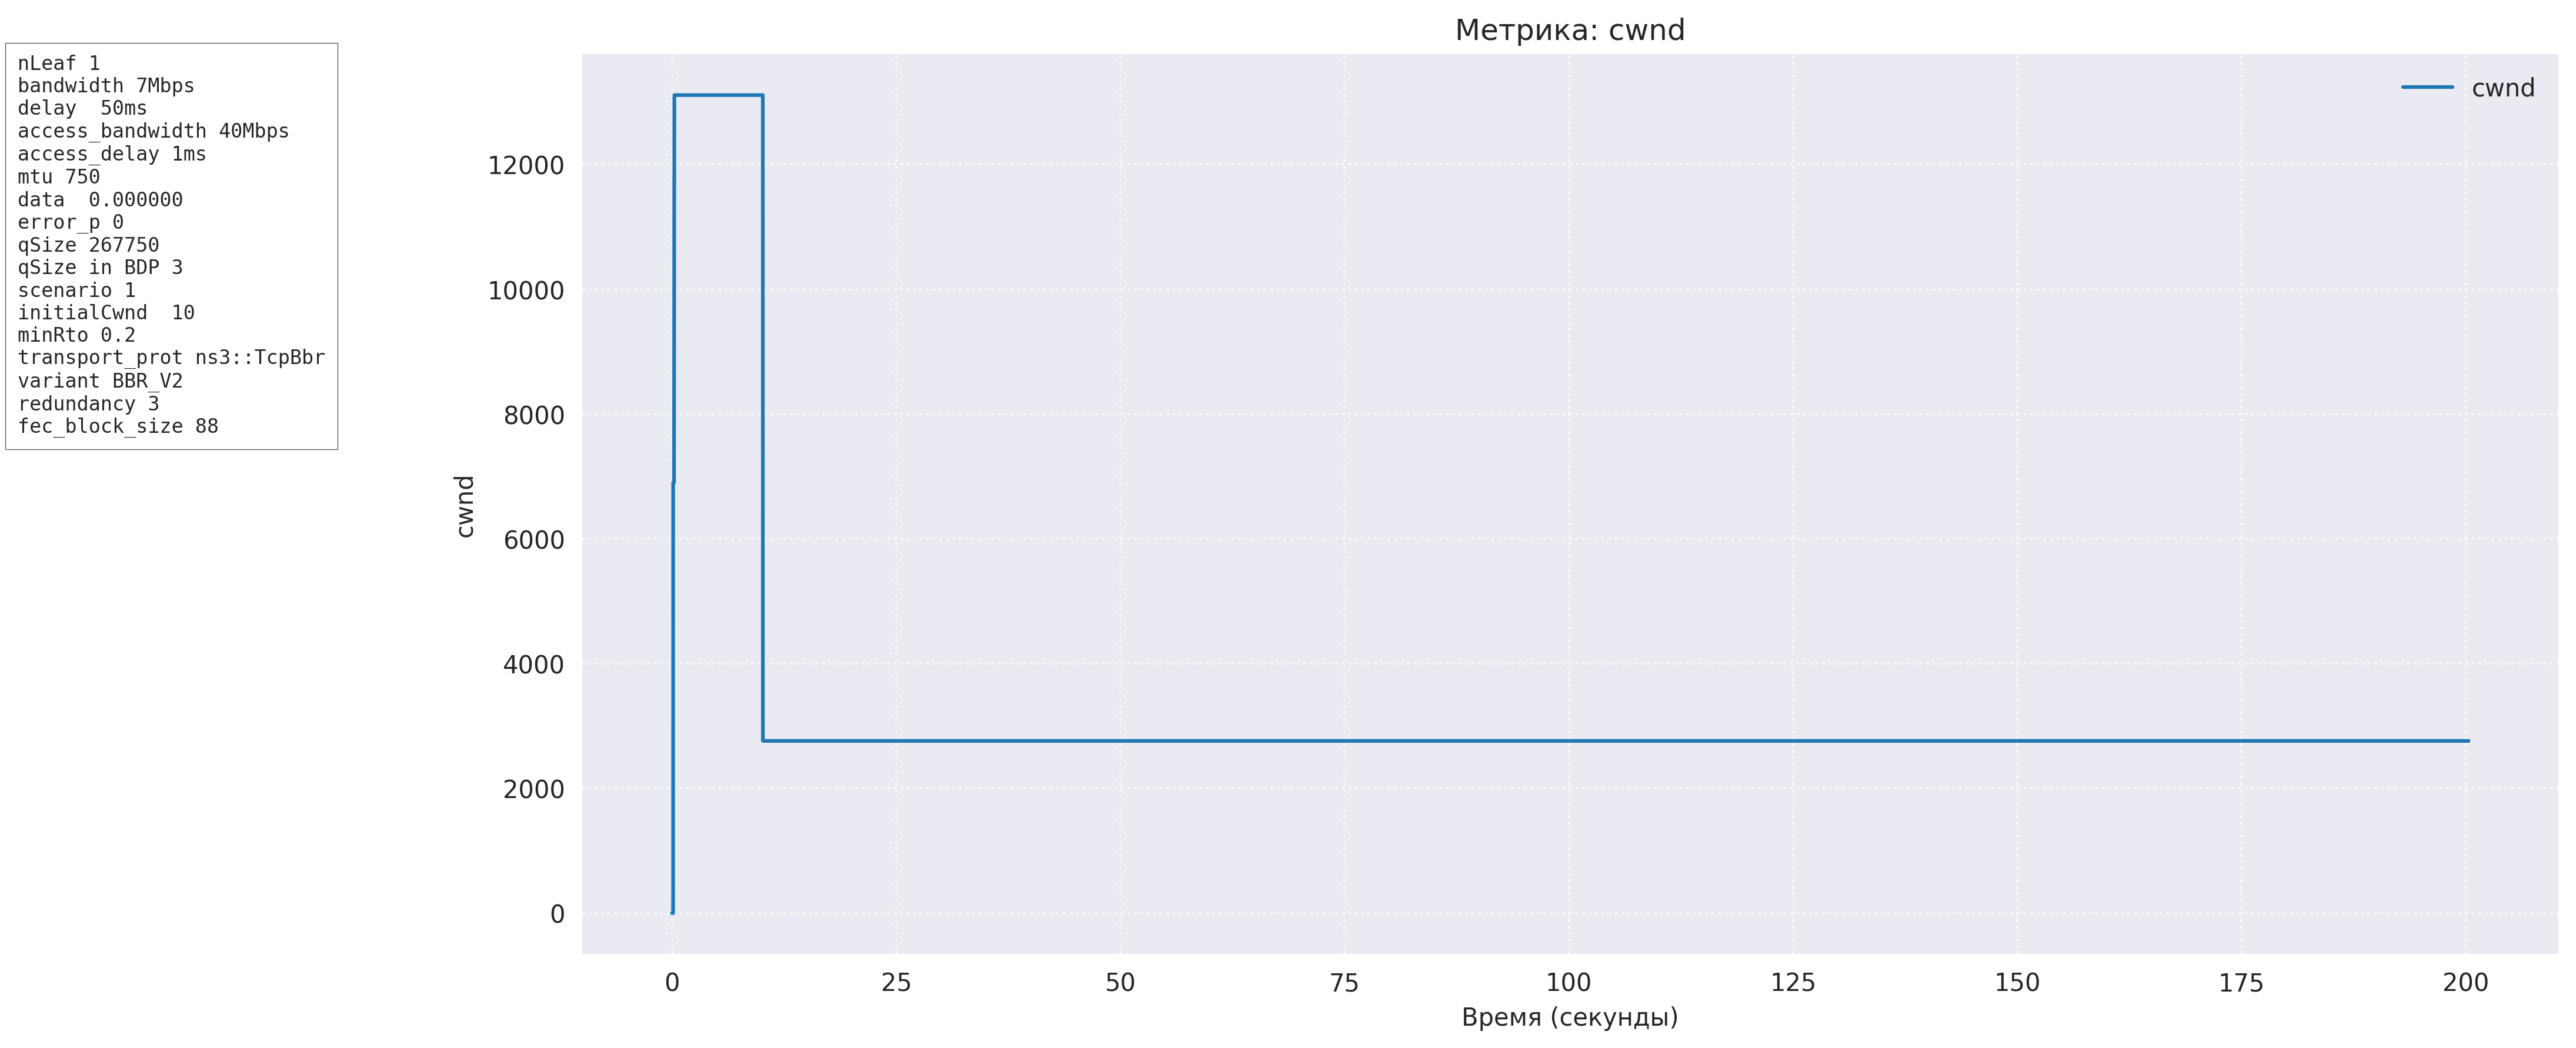 Метрика: cwnd
nLeaf 1
bandwidth 7Mbps
delay  50ms
access_bandwidth 40Mbps
access_delay 1ms
mtu 750
data  0.000000
error_p 0
qSize 267750
qSize in BDP 3
scenario 1
initialCwnd  10
minRto 0.2
transport_prot ns3::TcpBbr
variant BBR_V2
redundancy 3
fec_block_size 88
cwnd
12000
10000
8000
6000
4000
2000
0
cwnd
0 25 50 75 100 125 150 175 200
Время (секунды)